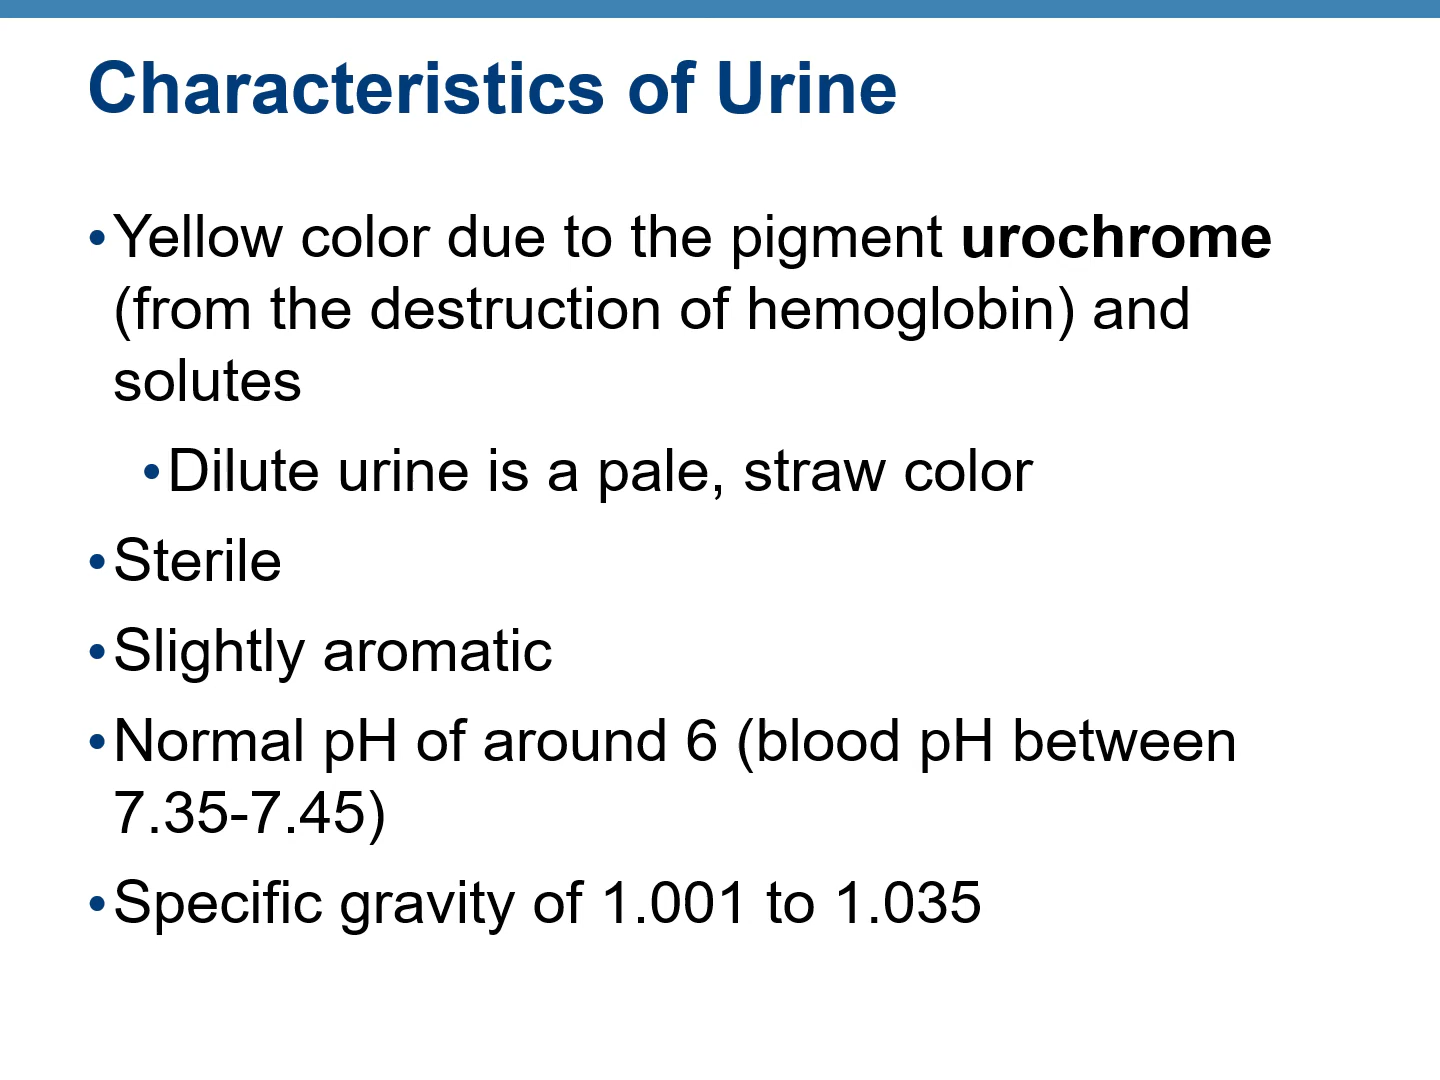 Characteristics of Urine
•Yellow color due to the pigment urochrome
(from the destruction of hemoglobin) and
solutes
•Dilute urine is a pale, straw color
•Sterile
•Slightly aromatic
•Normal pH of around 6 (blood pH between
7.35-7.45)
•Specific gravity of 1.001 to 1.035